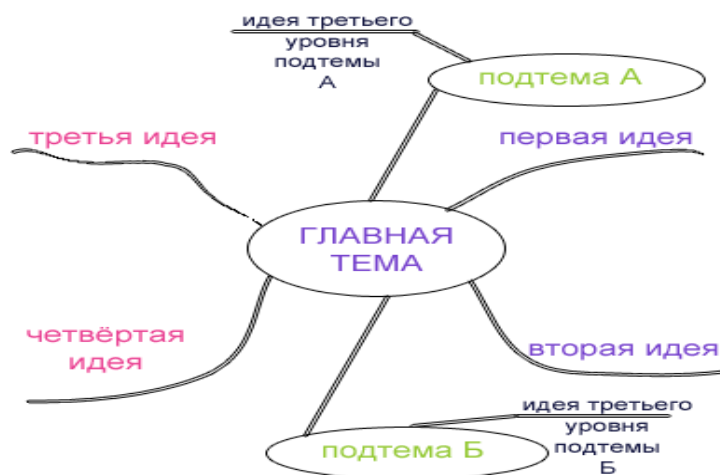 идея третьего
уровня
подтемы
А
подтема А
третья идея
первая идея
ГЛАВНАЯ
ТЕМА
четвёртая
идея
вторая идея
идея третьего
уровня
подтемы
Б
подтема Б